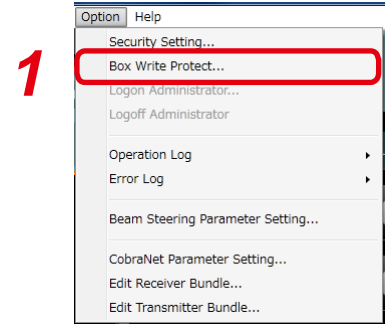 Option Help
1
Security Setting...
Box Write Protect...
Logon Administrator...
Logoff Administrator
Operation Log
Error Log
Beam Steering Parameter Setting...
CobraNet Parameter Setting...
Edit Receiver Bundle...
Edit Transmitter Bundle...